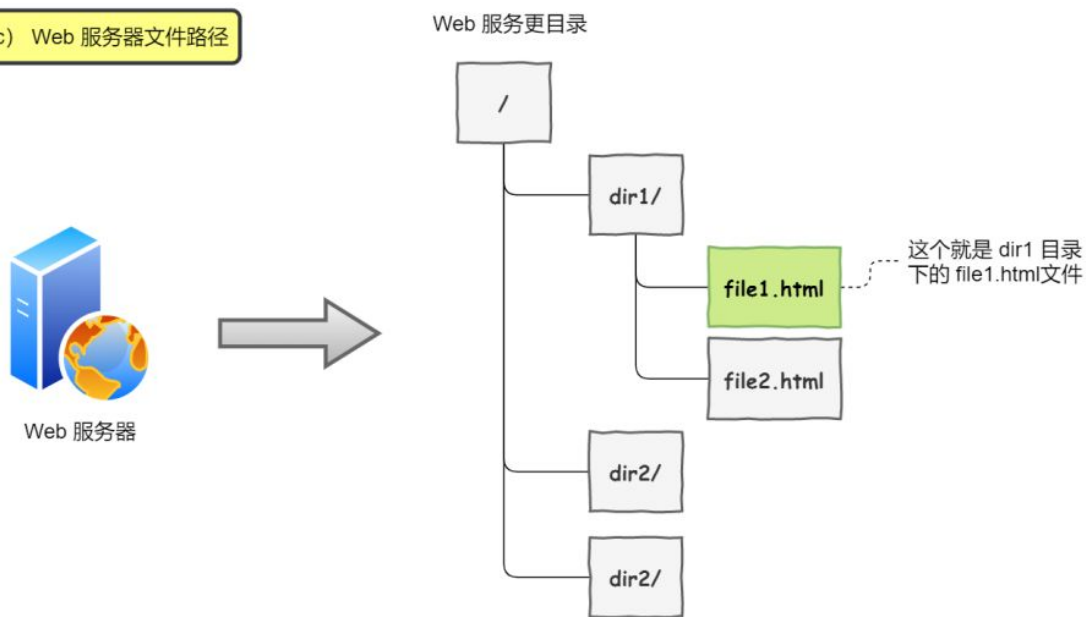 c） Web 服务器文件路径
Web 服务更目录
/
dir1/
file1.html
这个就是 dir1 目录
下的 file1.html文件
file2.html
Web 服务器
dir2/
dir2/